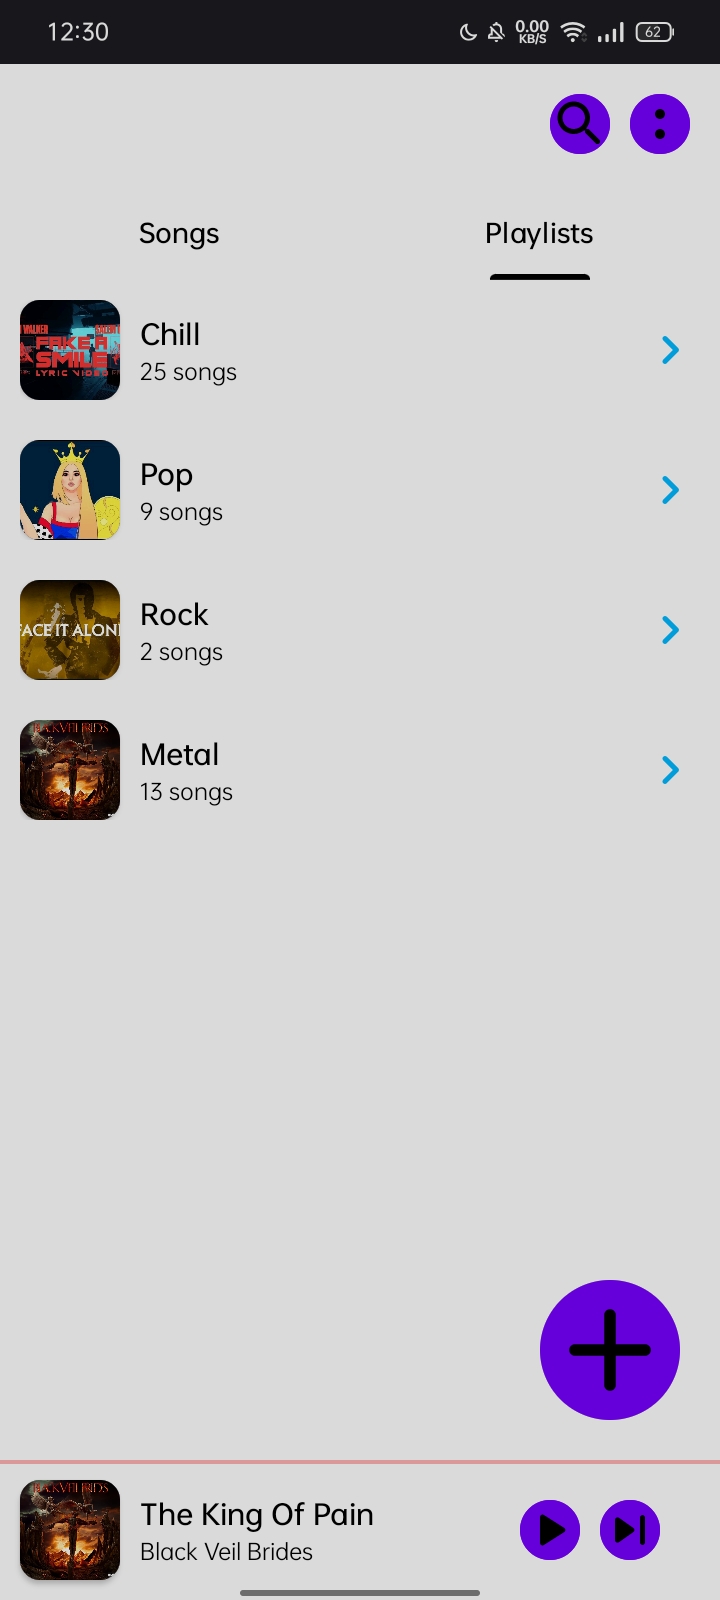 12:30
0.00
KB/S
62
Songs
Playlists
WALKER
FAKE A
SMILE
LYRIC VIDEO
Chill
25 songs
Pop
9 songs
FACE IT ALON
Rock
2 songs
Metal
13 songs
The King Of Pain
Black Veil Brides